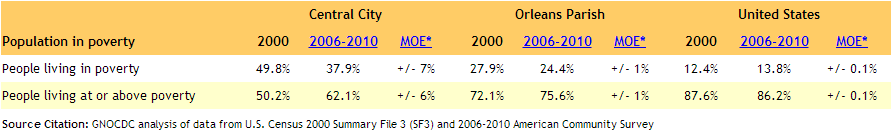 Central City Orleans Parish United States
Population in poverty 2000 2006-2010 MOE* 2000 2006-2010 MOE* 2000 2006-2010 MOE*
People living in poverty 49.8% 37.9% +/- 7% 27.9% 24.4% +/- 1% 12.4% 13.8% +/- 0.1%
People living at or above poverty 50.2% 62.1% +/- 6% 72.1% 75.6% +/- 1% 87.6% 86.2% +/- 0.1%
Source Citation: GNOCDC analysis of data from U.S. Census 2000 Summary File 3 (SF3) and 2006-2010 American Community Survey